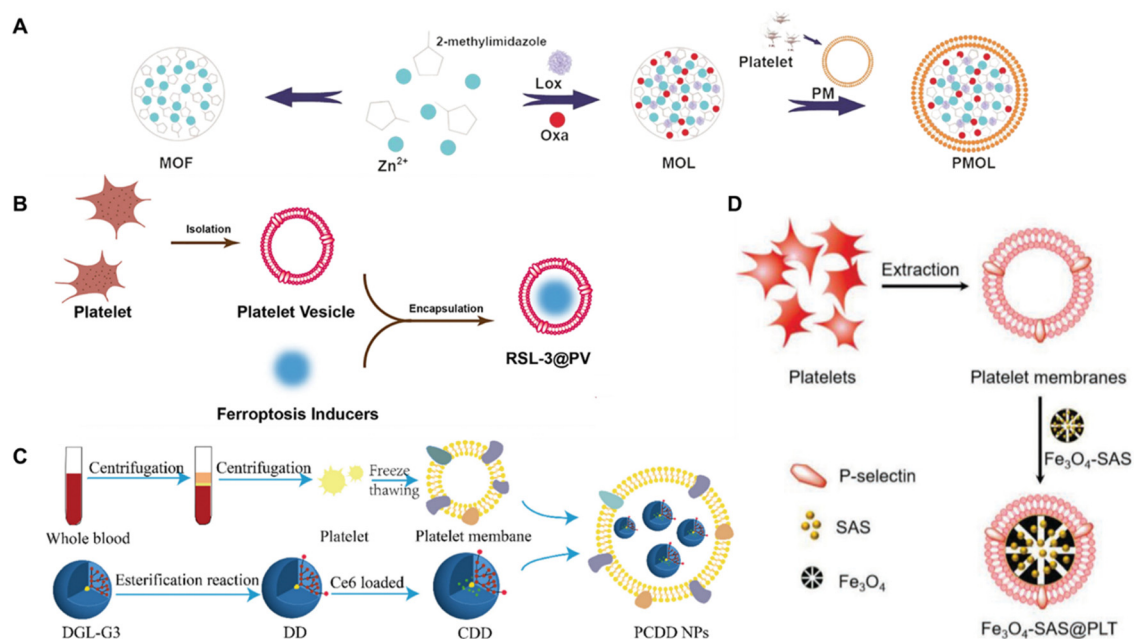 A
2-methylimidazole
Lox
Oxa
Zn2+
MOF
MOL
Platelet
PM
PMOL
B
Isolation
Platelet
Platelet Vesicle
Encapsulation
RSL-3@PV
Ferroptosis Inducers
C
Centrifugation
Centrifugation
Freeze
thawing
Whole blood
Platelet
Platelet membane
Esterification reaction
Ce6 loaded
DGL-G3
DD
CDD
PCDD NPs
D
Extraction
Platelets
Platelet membranes
Fe3O4-SAS
P-selectin
SAS
Fe3O4
Fe3O4-SAS@PLT